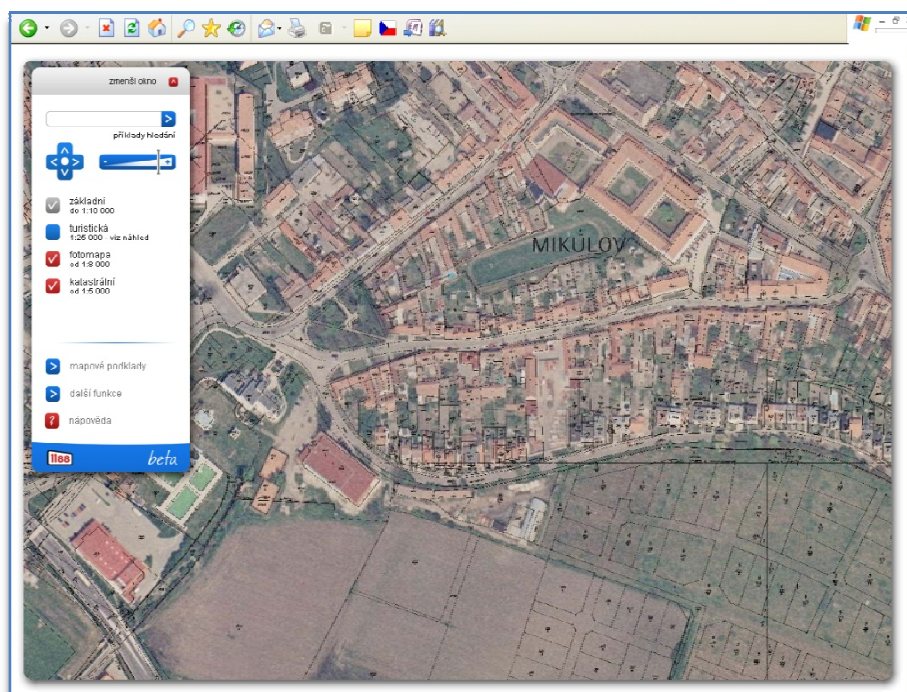 zmenši okno
příklady hledání
základní
do 1:10 000
turistická
1:25 000 - viz náhled
fotomapa
od 1:8 000
katastrální
od 1:5 000
mapové podklady
další funkce
nápověda
1188 beta
MIKULOV